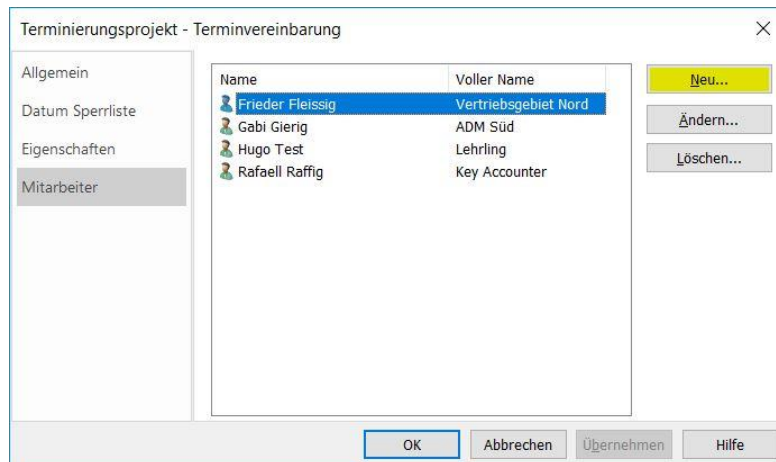 Terminierungsprojekt - Terminvereinbarung
Allgemein
Datum Sperrliste
Eigenschaften
Mitarbeiter
Name Voller Name
Frieder Fleissig Vertriebsgebiet Nord
Gabi Gierig ADM Süd
Hugo Test Lehrling
Rafaell Raffig Key Accounter
Neu...
Ändern...
Löschen...
OK Abbrechen Übernehmen Hilfe